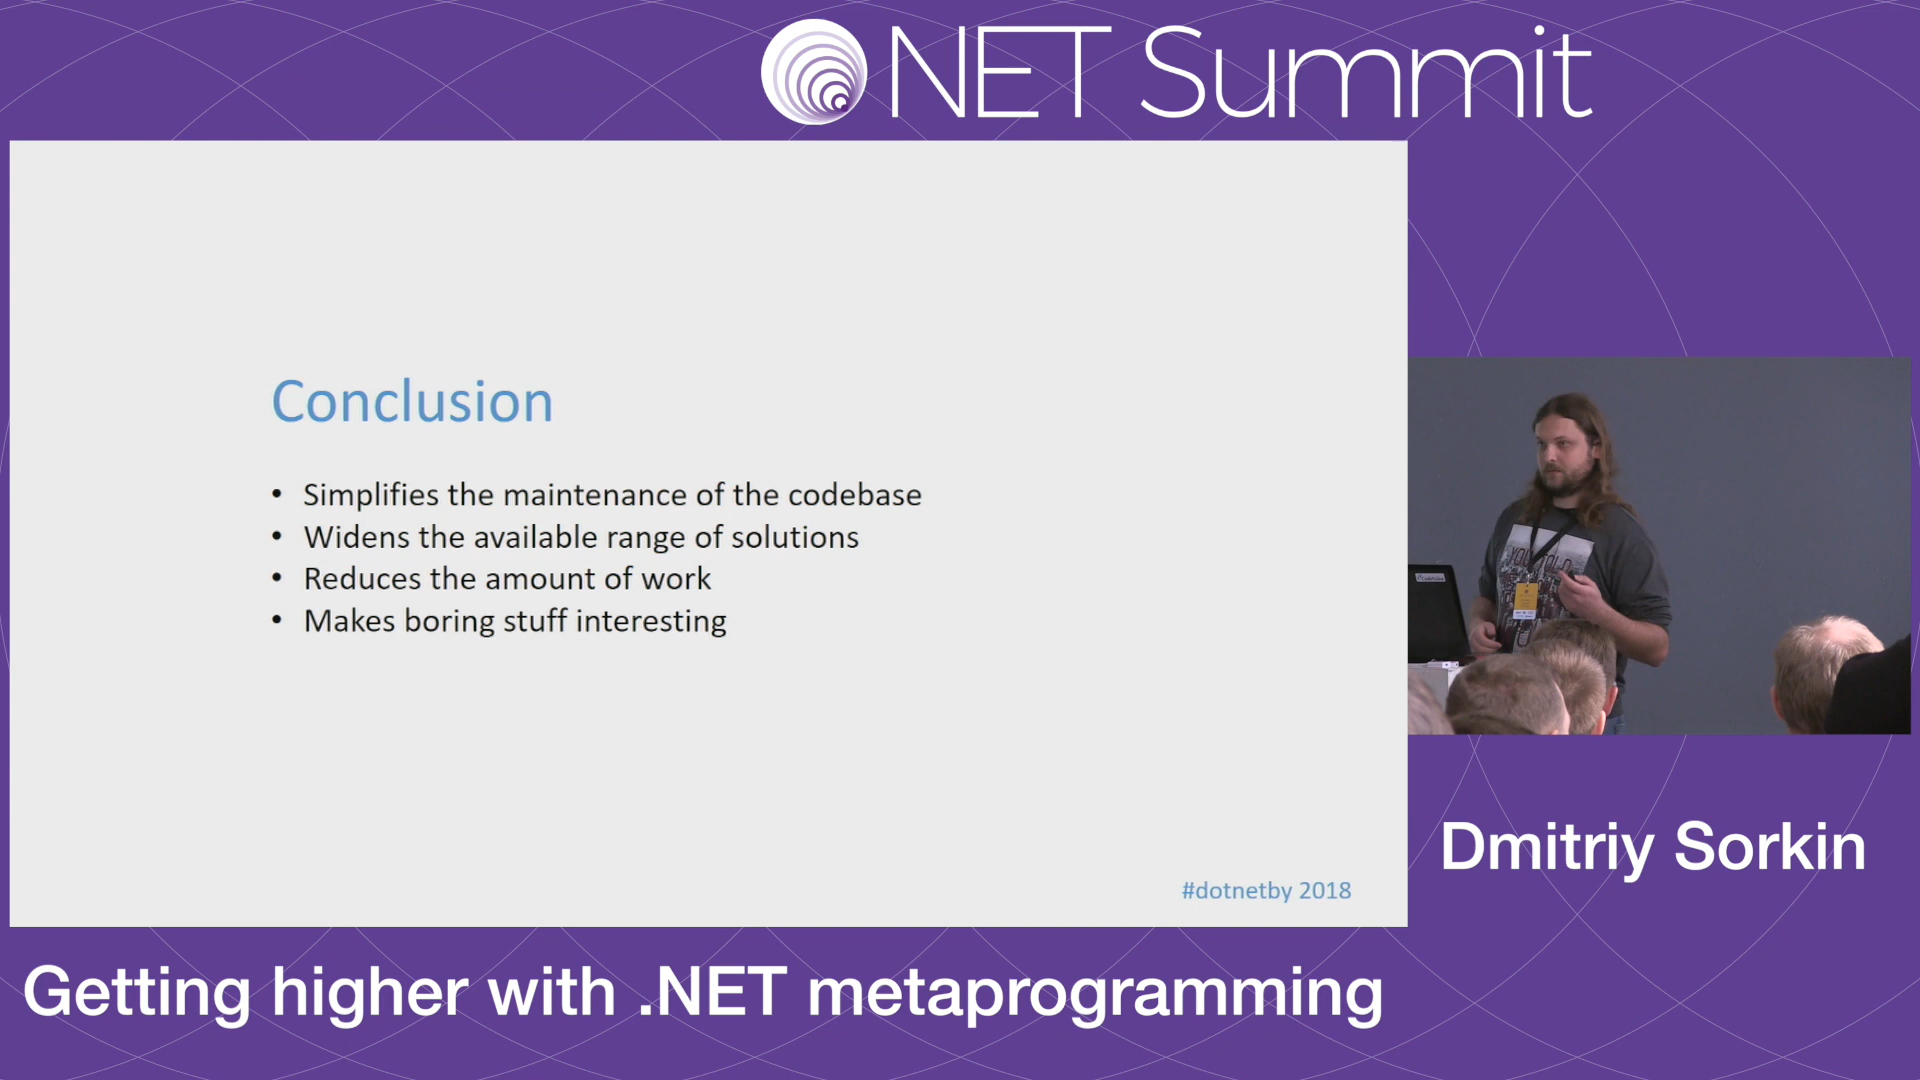 NET Summit
Conclusion
• Simplifies the maintenance of the codebase
• Widens the available range of solutions
• Reduces the amount of work
• Makes boring stuff interesting
#dotnetby 2018
Dmitriy Sorkin
Getting higher with .NET metaprogramming